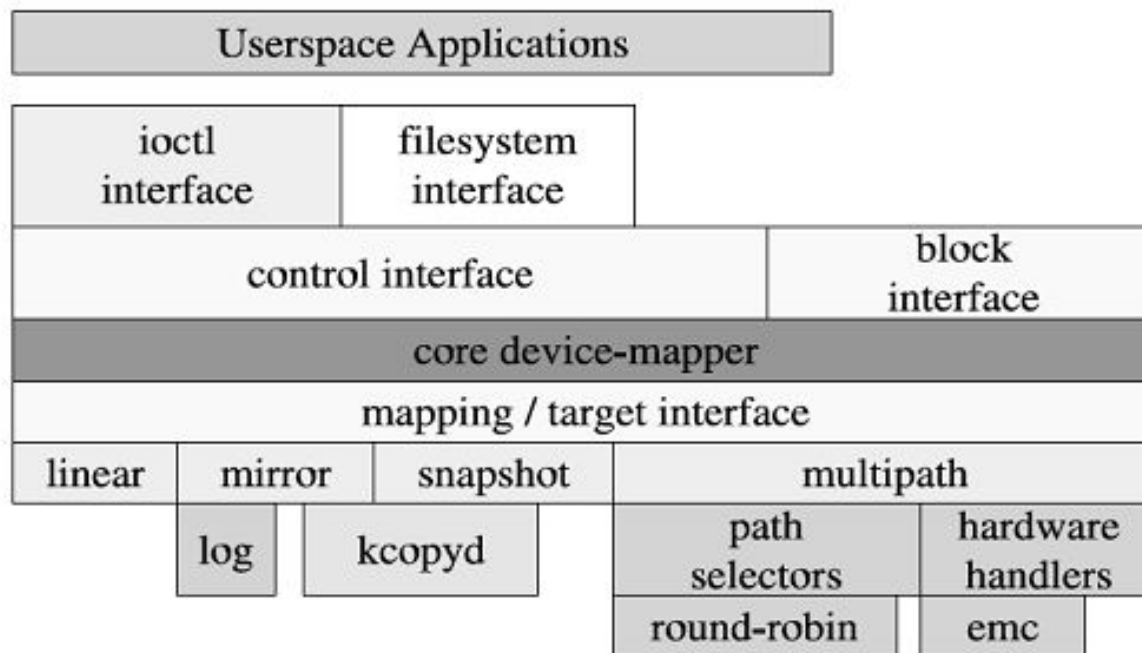 Userspace Applications
ioctl
interface
filesystem
interface
control interface
block
interface
core device-mapper
mapping / target interface
linear
mirror
snapshot
multipath
log
kcopyd
path
selectors
hardware
handlers
round-robin
emc